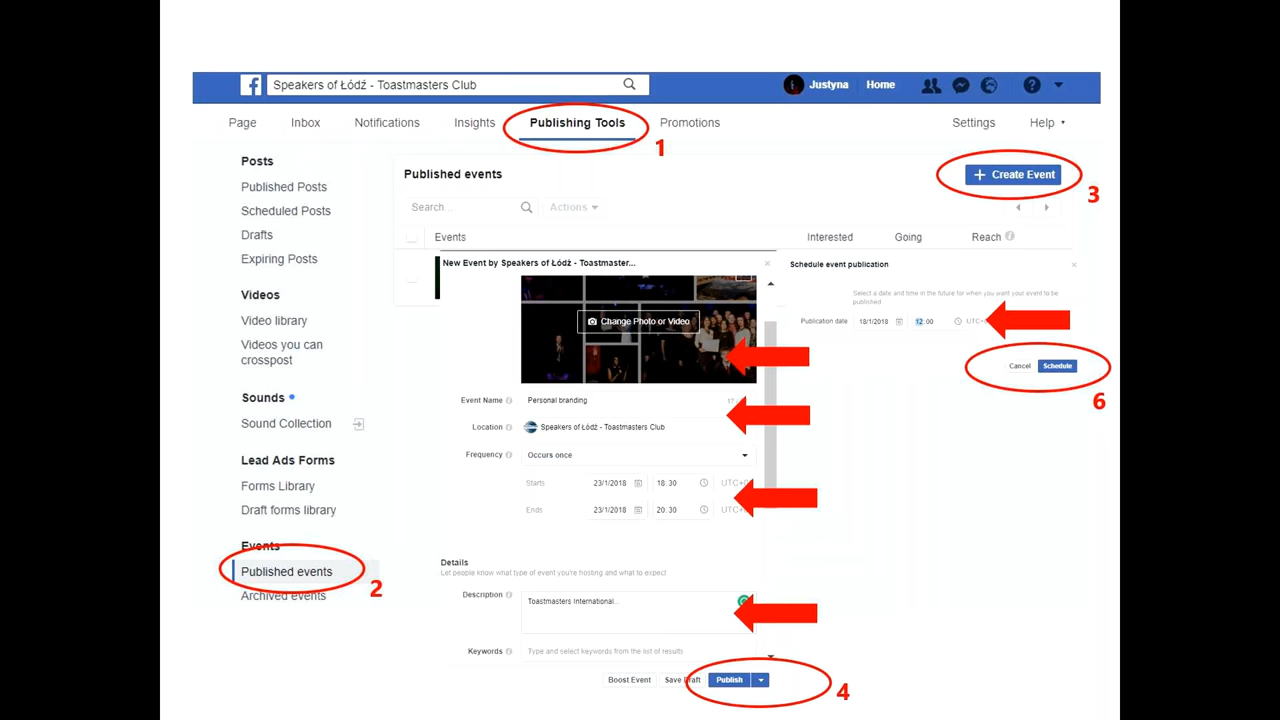 Speakers of Łódź - Toastmasters Club
Justyna Home
Page Inbox Notifications Insights Publishing Tools Promotions Settings Help
1
Posts
Published Posts
Scheduled Posts
Drafts
Expiring Posts
Videos
Video library
Videos you can
crosspost
Sounds
Sound Collection
Lead Ads Forms
Forms Library
Draft forms library
Events
Published events
2
Archived events
Published events
+ Create Event
3
Search... Actions
Events Interested Going Reach
New Event by Speakers of Łódź - Toastmaster...
Change Photo or Video
Event Name Personal branding 17
Location Speakers of Łódź - Toastmasters Club
Frequency Occurs once
Starts 23/1/2018 18:30 UTC+0
Ends 23/1/2018 20:30 UTC+0
Details
Let people know what type of event you're hosting and what to expect
Description Toastmasters International...
Keywords Type and select keywords from the list of results
Boost Event Save Draft Publish
4
Schedule event publication
Select a date and time in the future for when you want your event to be
published
Publication date 18/1/2018 12:00 UTC+
Cancel Schedule
6